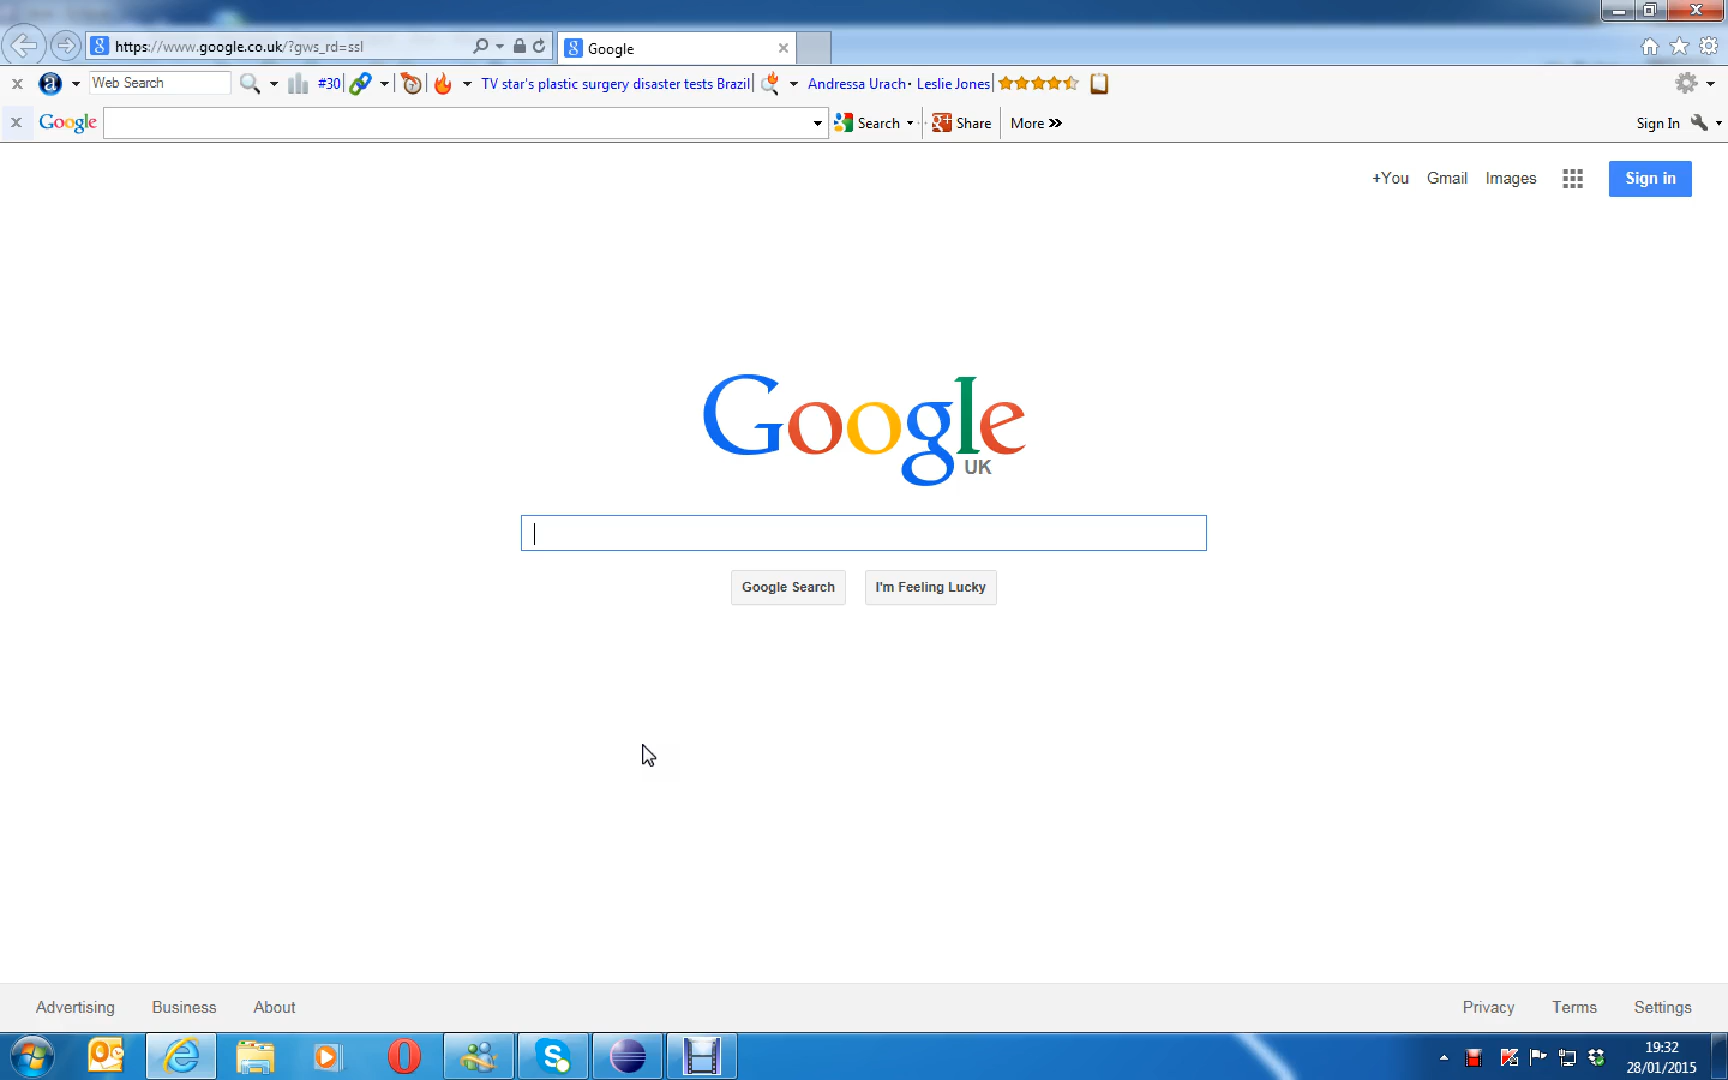 https://www.google.co.uk/?gws_rd=ssl
Google
Web Search
#30
TV star's plastic surgery disaster tests Brazil
Andressa Urach- Leslie Jones
Google
Search
Share
More
Sign In
+You
Gmail
Images
Sign in
Google
UK
Google Search
I'm Feeling Lucky
Advertising
Business
About
Privacy
Terms
Settings
19:32
28/01/2015